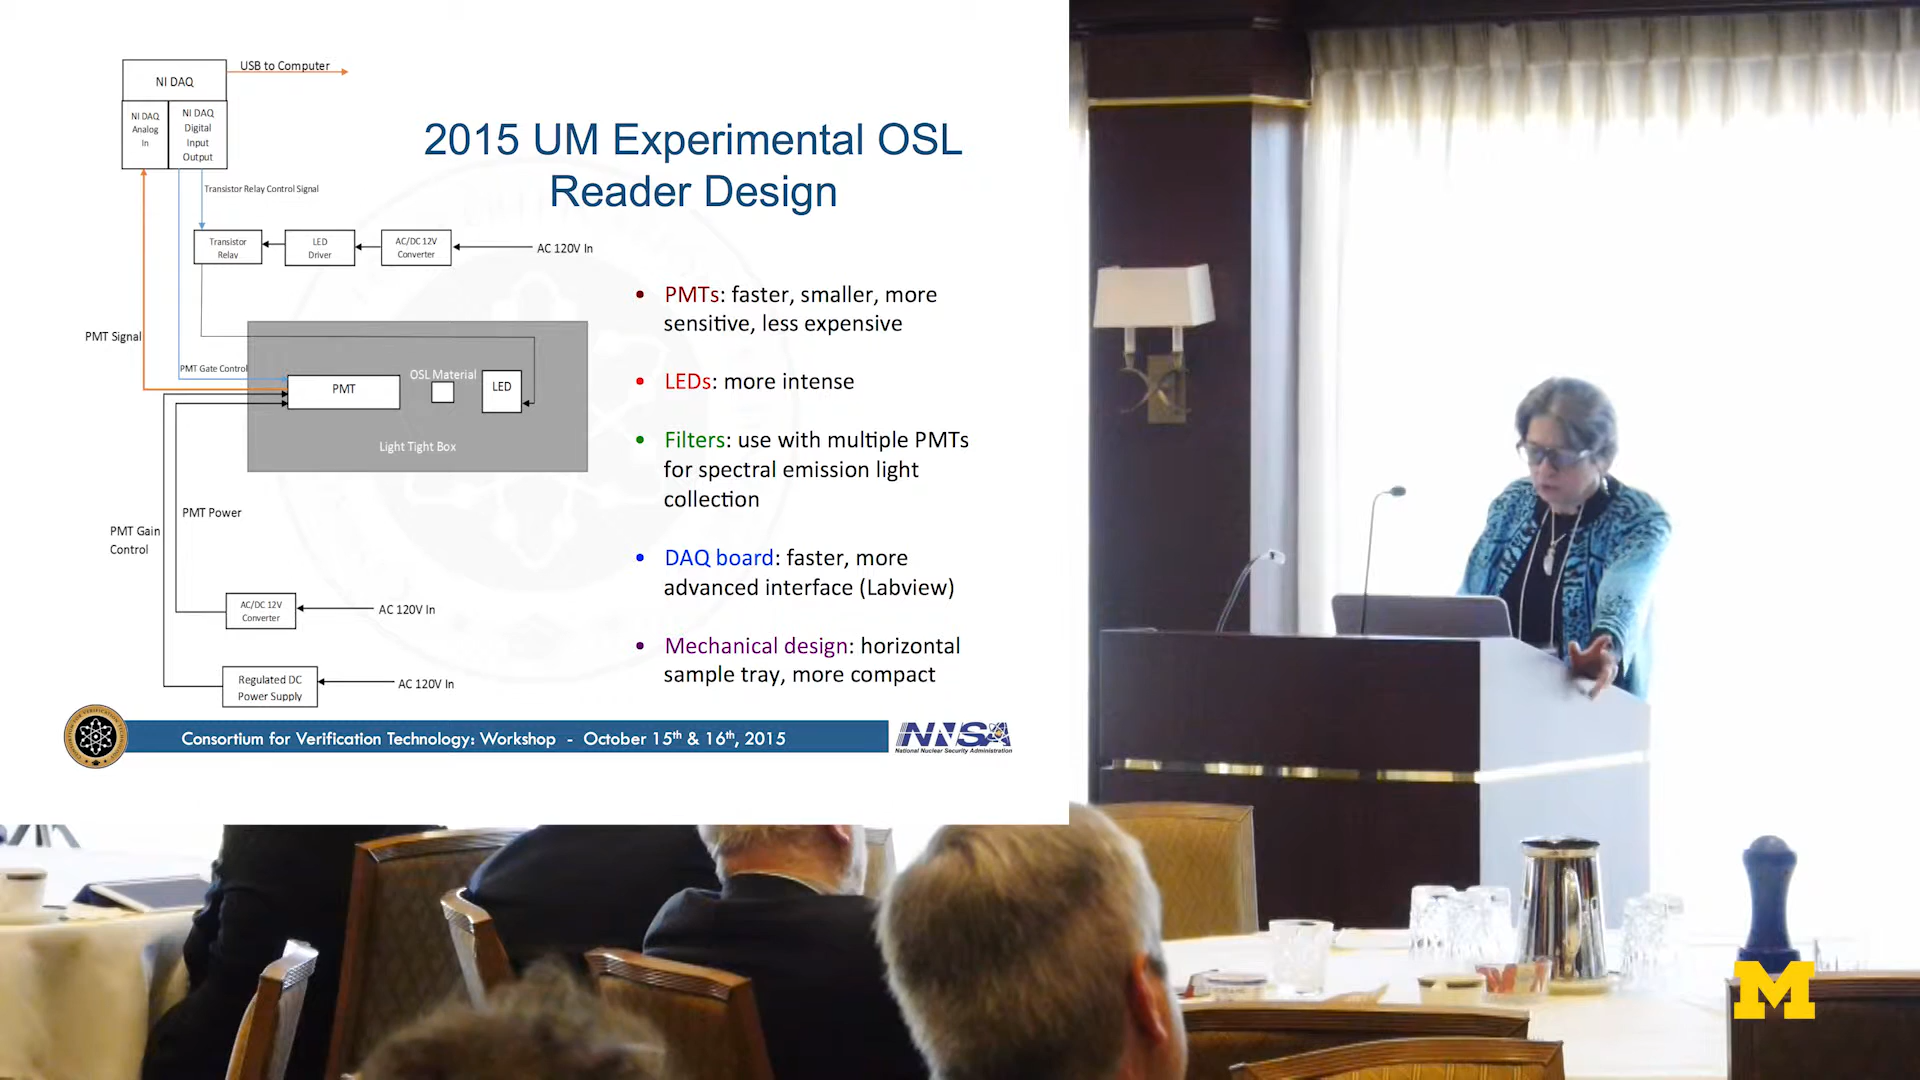 NI DAQ
USB to Computer
NI DAQ
Analog
In
NI DAQ
Digital
Input
Output
2015 UM Experimental OSL
Reader Design
Transistor Relay Control Signal
Transistor
Relay
LED
Driver
AC/DC 12V
Converter
AC 120V In
PMT Signal
PMT Gate Control
PMT
OSL Material
LED
Light Tight Box
PMT Power
PMT Gain
Control
AC/DC 12V
Converter
AC 120V In
Regulated DC
Power Supply
AC 120V In
• PMTs: faster, smaller, more
sensitive, less expensive
• LEDs: more intense
• Filters: use with multiple PMTs
for spectral emission light
collection
• DAQ board: faster, more
advanced interface (Labview)
• Mechanical design: horizontal
sample tray, more compact
Consortium for Verification Technology: Workshop - October 15th & 16th, 2015
NNSA
National Nuclear Security Administration
M